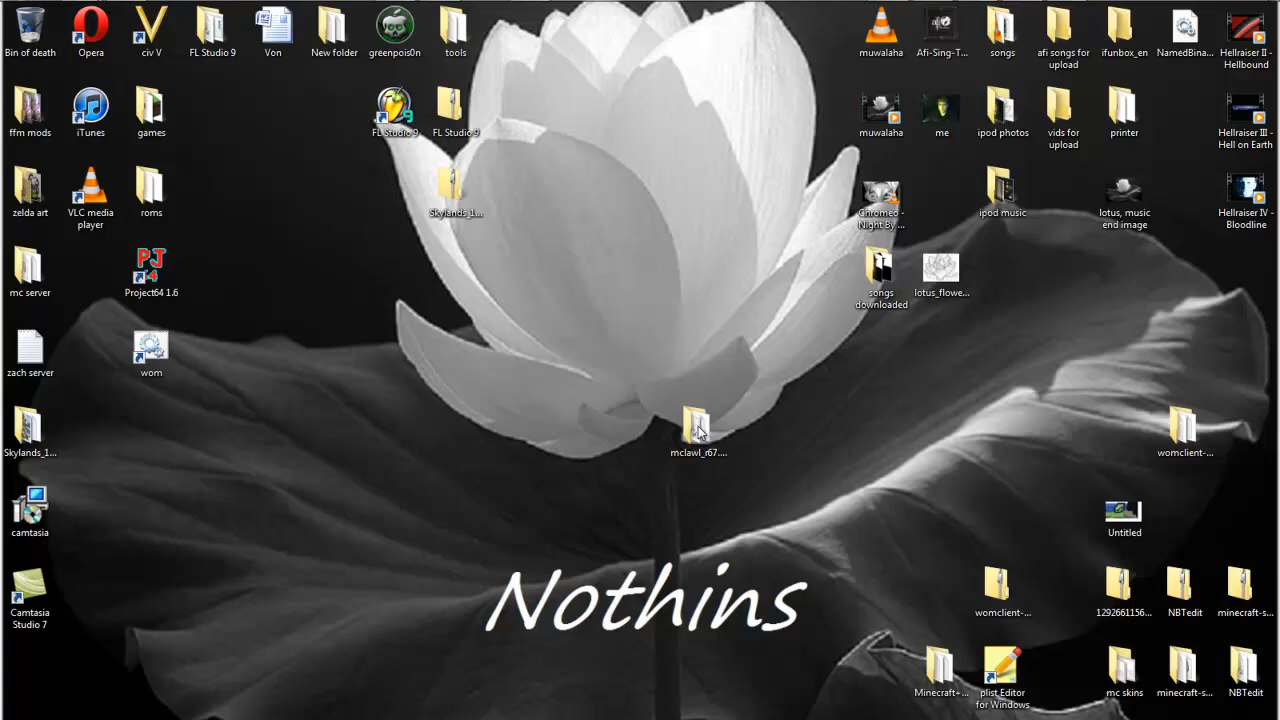 Bin of death
Opera
civ V
FL Studio 9
Von
New folder
greenpois0n
tools
muwalaha
Afi-Sing-T...
songs
afi songs for
upload
ifunbox_en
NamedBina...
Hellraiser II -
Hellbound
ffm mods
iTunes
games
FL Studio 9
FL Studio 9
muwalaha
me
ipod photos
vids for
upload
printer
Hellraiser III -
Hell on Earth
zelda art
VLC media
player
roms
Skylands_1...
Chromeo -
Night By ...
ipod music
lotus, music
end image
Hellraiser IV -
Bloodline
mc server
PJ
64
Project64 1.6
songs
downloaded
lotus_flowe...
zach server
wom
Skylands_1...
mclawl_r67....
womclient-...
camtasia
Untitled
Camtasia
Studio 7
Nothins
womclient-...
1292661156...
NBTedit
minecraft-s...
Minecraft+...
plist Editor
for Windows
mc skins
minecraft-s...
NBTedit